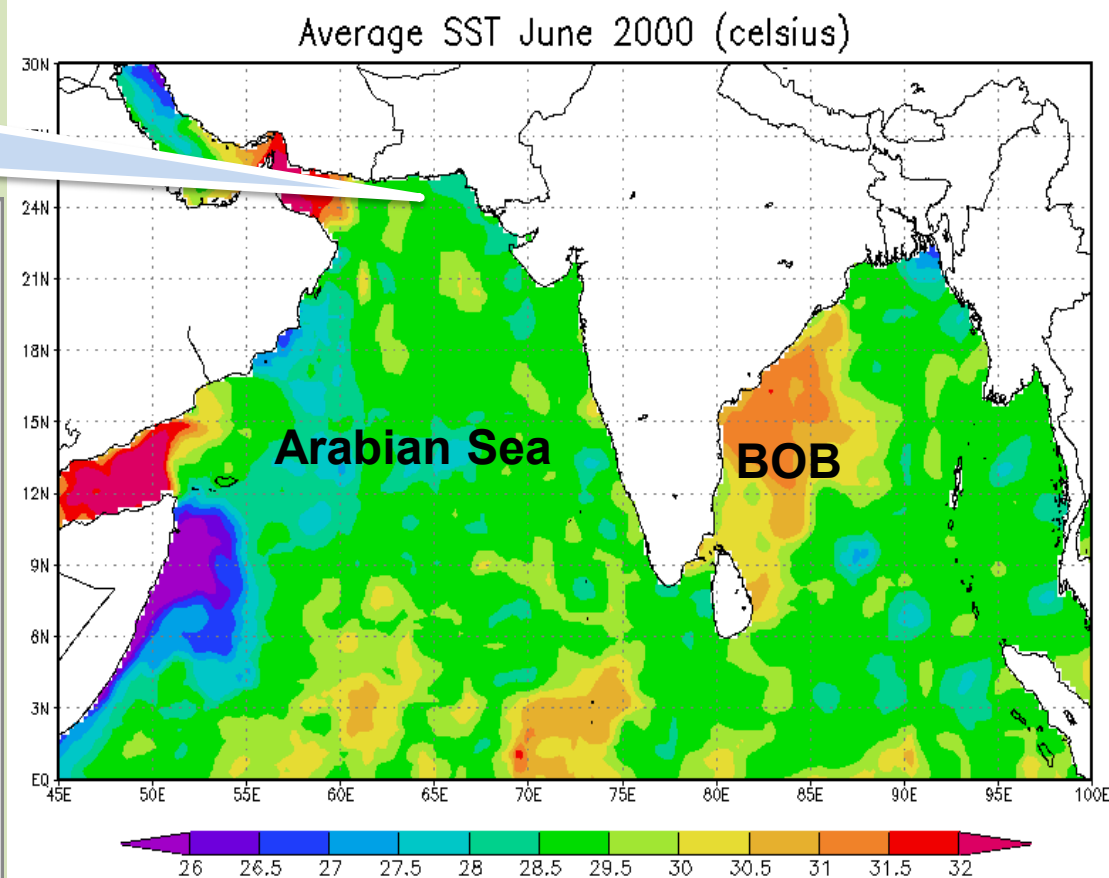 Average SST June 2000 (celsius)
30N
24N
21N
18N
15N
12N
9N
6N
3N
EQ
Arabian Sea
BOB
45E 50E 55E 60E 65E 70E 75E 80E 85E 90E 95E 100E
26 26.5 27 27.5 28 28.5 29.5 30 30.5 31 31.5 32